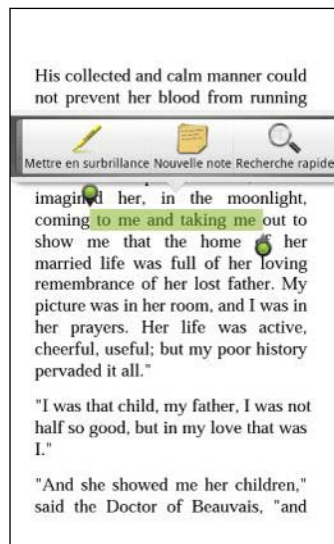 His collected and calm manner could
not prevent her blood from running
Mettre en surbrillance Nouvelle note Recherche rapide
imagined her, in the moonlight,
coming to me and taking me out to
show me that the home her
married life was full of her loving
remembrance of her lost father. My
picture was in her room, and I was in
her prayers. Her life was active,
cheerful, useful; but my poor history
pervaded it all."
"I was that child, my father, I was not
half so good, but in my love that was
I."
"And she showed me her children,"
said the Doctor of Beauvais, "and